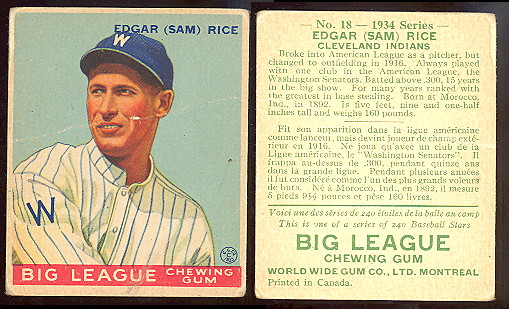 EDGAR (SAM) RICE
W
W
BIG LEAGUE CHEWING GUM
No. 18 — 1934 Series —
EDGAR (SAM) RICE
CLEVELAND INDIANS
Broke into American League as a pitcher, but
changed to outfielding in 1916. Always played
with one club in the American League, the
Washington Senators. Batted above .300, 15 years
in the big show. For many years ranked with
the greatest in base stealing. Born at Morocco,
Ind., in 1892. Is five feet, nine and one-half
inches tall and weighs 160 pounds.
Fit son apparition dans la ligue américaine
comme lanceur, mais devint joueur de champ exté-
rieur en 1916. Ne joua qu'avec un club de la
Ligue américaine, le "Washington Senators". Il
frappa au-dessus de .300, pendant quinze ans
dans la grande ligue. Pendant plusieurs années
il fut considéré comme l'un des plus grands voleurs
de buts. Né à Morocco, Ind., en 1892, il mesure
5 pieds 9½ pouces et pèse 160 livres.
Voici une des séries de 240 étoiles de la balle au camp
This is one of a series of 240 Baseball Stars
BIG LEAGUE
CHEWING GUM
WORLD WIDE GUM CO., LTD. MONTREAL
Printed in Canada.